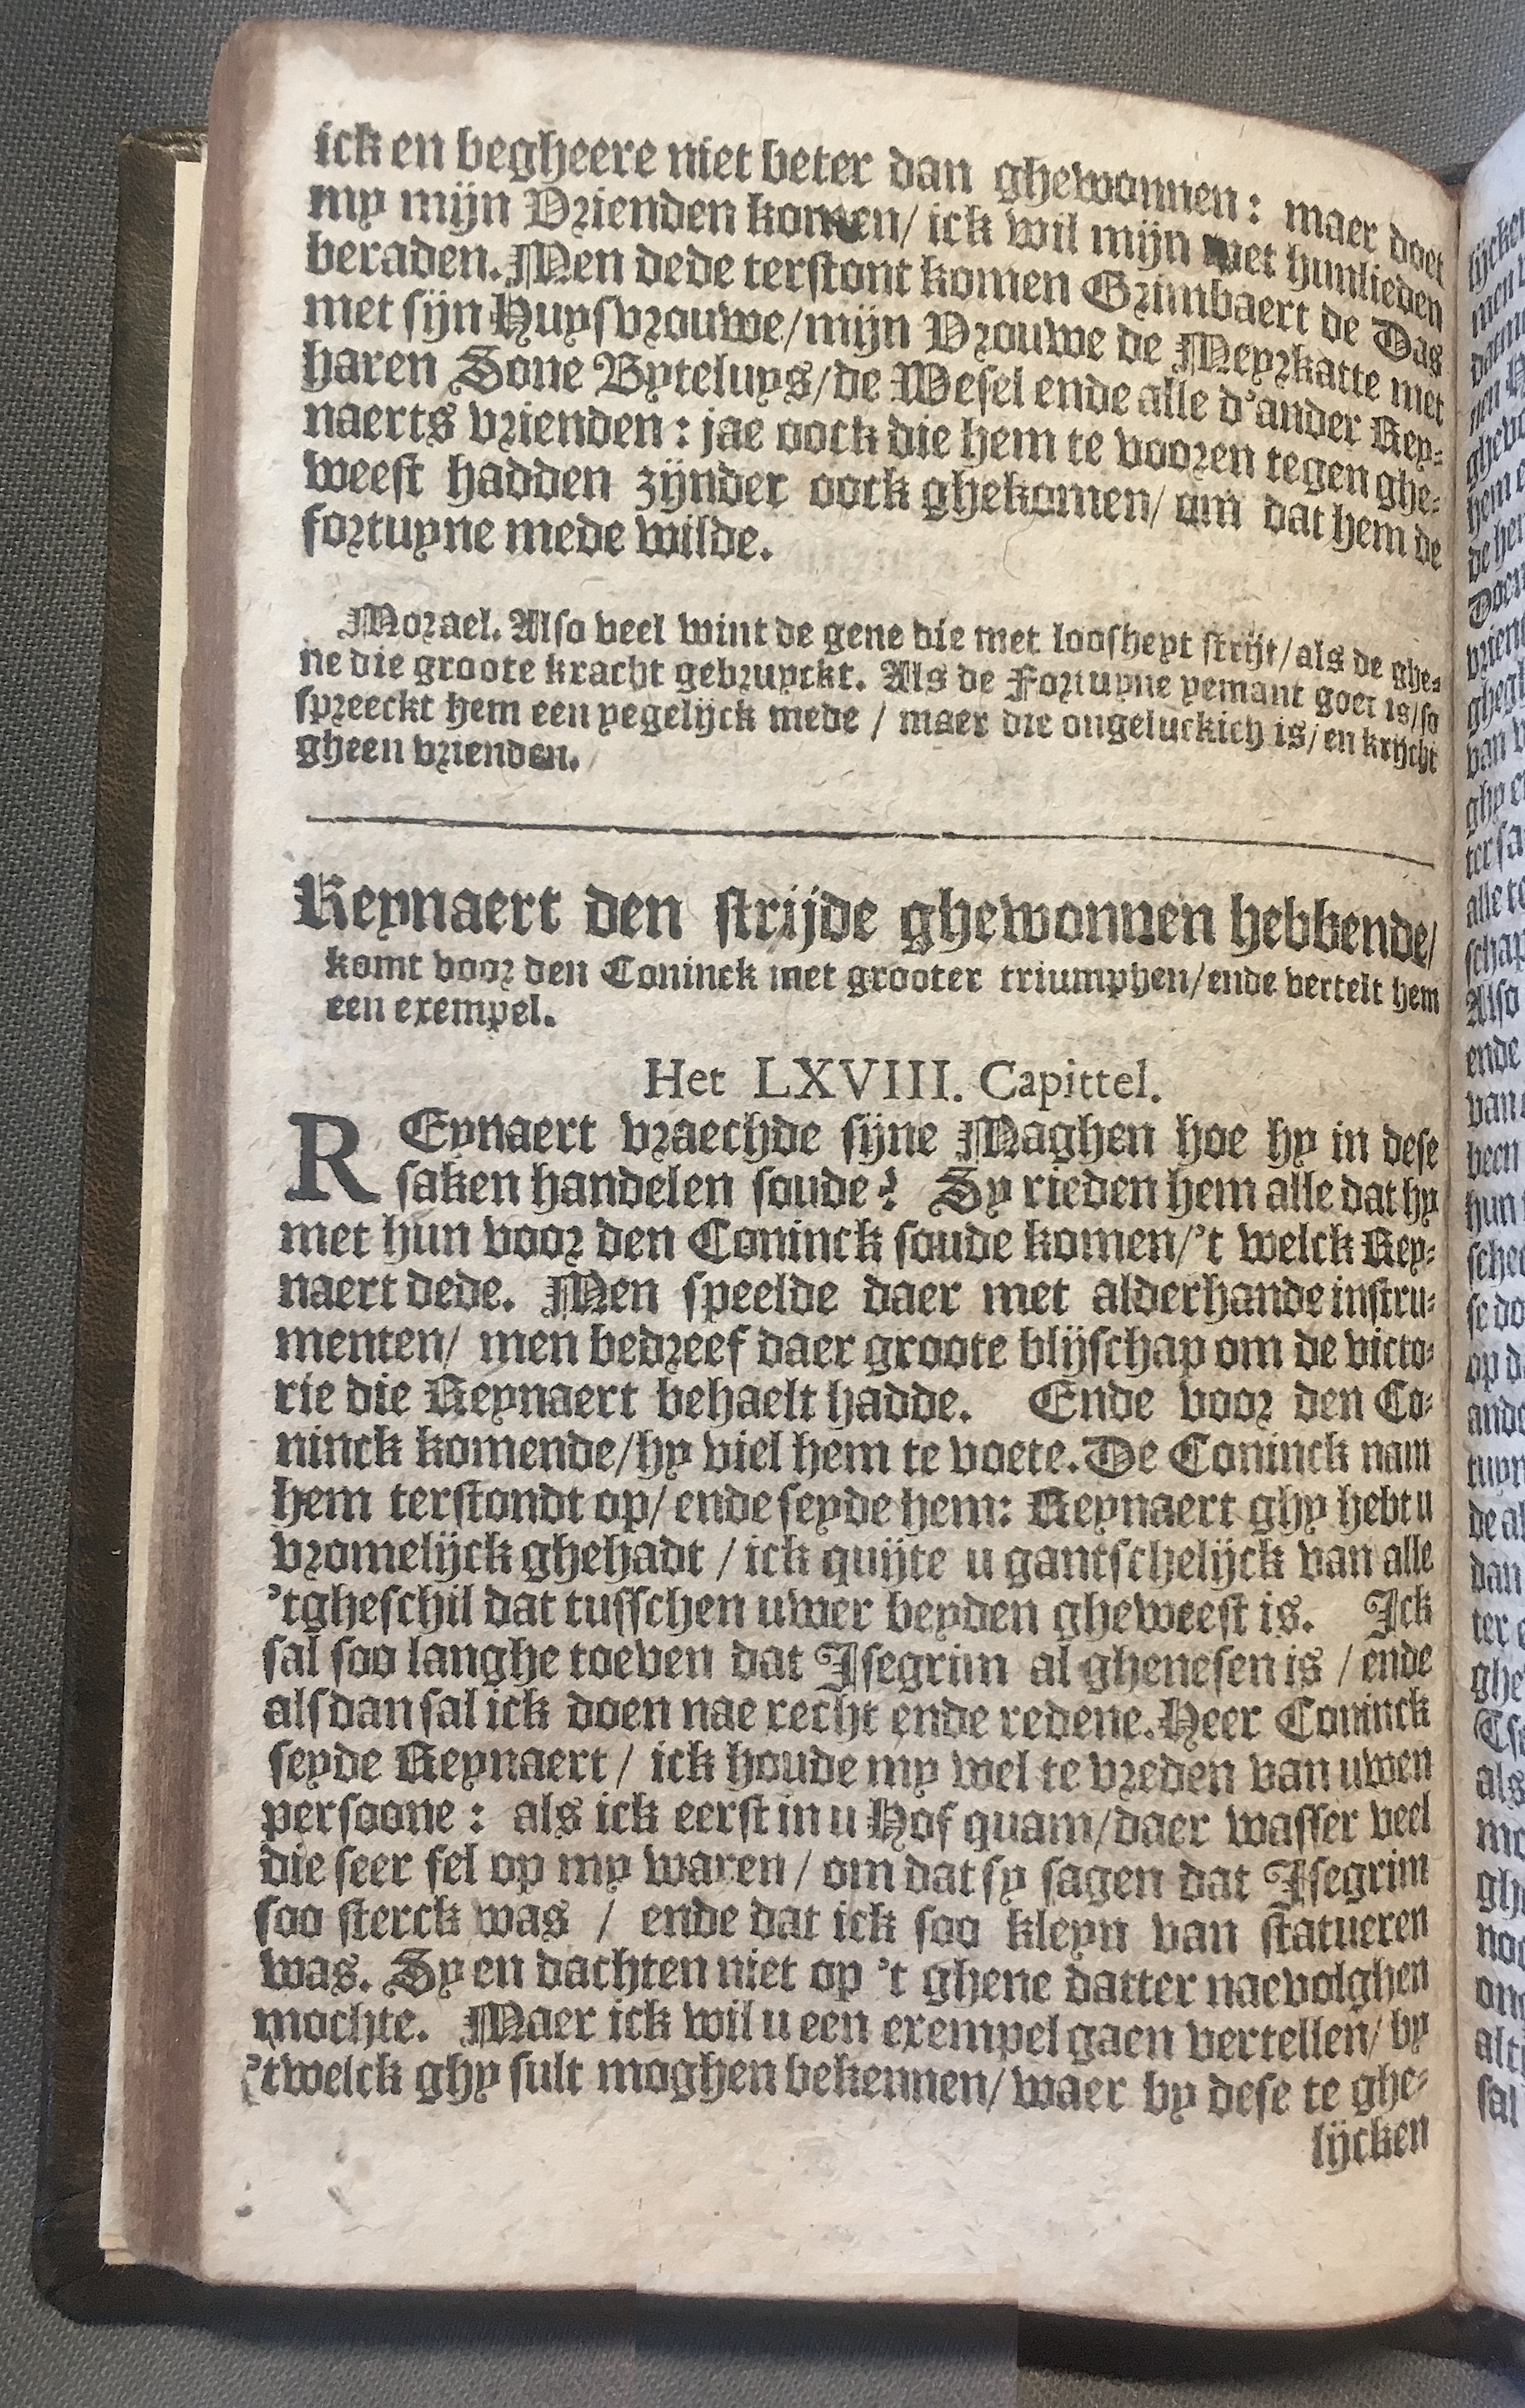 ick en begheere niet beter dan ghewonnen: maer doet
my mijn Vrienden komen/ ick wil mijn met hunlieden
beraden. Men dede terstont komen Grimbaert de Das
met sijn Huysvrouwe/mijn Vrouwe de Meyrkatte met
haren Sone Byteluys/de Wesel ende alle d'ander Rey-
naerts vrienden: jae oock die hem te vooren tegen ghe-
weest hadden zijnder oock ghekomen/ om dat hem de
fortuyne mede wilde.
Morael. Also veel wint de gene die met loosheyt strijt/als de ghe-
ne die groote kracht gebruyckt. Als de Fortuyne yemant goet is/so
spreeckt hem een yegelijck mede / maer die ongeluckich is/ en krijcht
gheen vrienden.
Reynaert den strijde ghewonnen hebbende/
komt voor den Coninck met grooter triumphen/ende vertelt hem
een exempel.
Het LXVIII. Capittel.
REynaert vraechde sijne Maghen hoe hy in dese
saken handelen soude? Sy rieden hem alle dat hy
met hun voor den Coninck soude komen/'t welck Rey-
naert dede. Men speelde daer met alderhande instru-
menten/ men bedreef daer groote blijschap om de victo-
rie die Reynaert behaelt hadde. Ende voor den Co-
ninck komende/hy viel hem te voete. De Coninck nam
hem terstondt op/ ende seyde hem: Reynaert ghy hebt u
vromelijck ghehadt / ick quijte u gantschelijck van alle
'tgheschil dat tusschen uwer beyden gheweest is. Ick
sal soo langhe toeven dat Isegrim al ghenesen is / ende
alsdan sal ick doen nae recht ende redene. Heer Coninck
seyde Reynaert / ick houde my wel te vreden van uwen
persoone: als ick eerst in u Hof quam/daer wasser veel
die seer fel op my waren / om dat sy sagen dat Isegrim
soo sterck was / ende dat ick soo kleyn van statueren
was. Sy en dachten niet op 't ghene datter naevolghen
mochte. Maer ick wil u een exempel gaen vertellen/ by
'twelck ghy sult moghen bekennen/ waer by dese te ghe-
lijcken